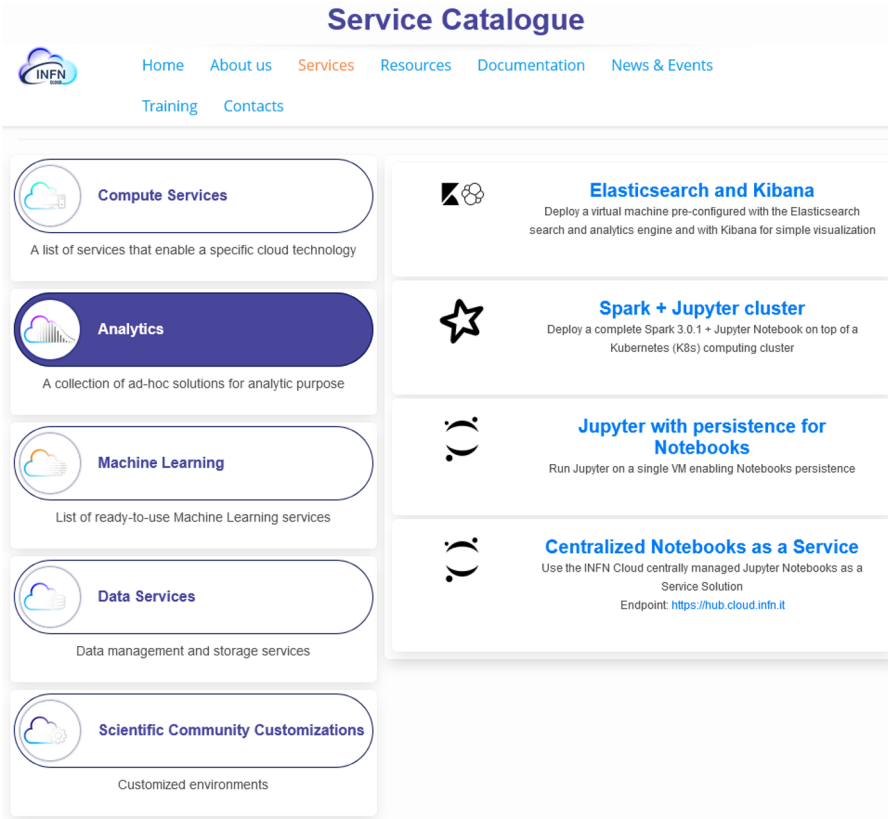 Service Catalogue
INFN
CLOUD
Home About us Services Resources Documentation News & Events
Training Contacts
Compute Services
A list of services that enable a specific cloud technology
Analytics
A collection of ad-hoc solutions for analytic purpose
Machine Learning
List of ready-to-use Machine Learning services
Data Services
Data management and storage services
Scientific Community Customizations
Customized environments
Elasticsearch and Kibana
Deploy a virtual machine pre-configured with the Elasticsearch
search and analytics engine and with Kibana for simple visualization
Spark + Jupyter cluster
Deploy a complete Spark 3.0.1 + Jupyter Notebook on top of a
Kubernetes (K8s) computing cluster
Jupyter with persistence for
Notebooks
Run Jupyter on a single VM enabling Notebooks persistence
Centralized Notebooks as a Service
Use the INFN Cloud centrally managed Jupyter Notebooks as a
Service Solution
Endpoint: https://hub.cloud.infn.it